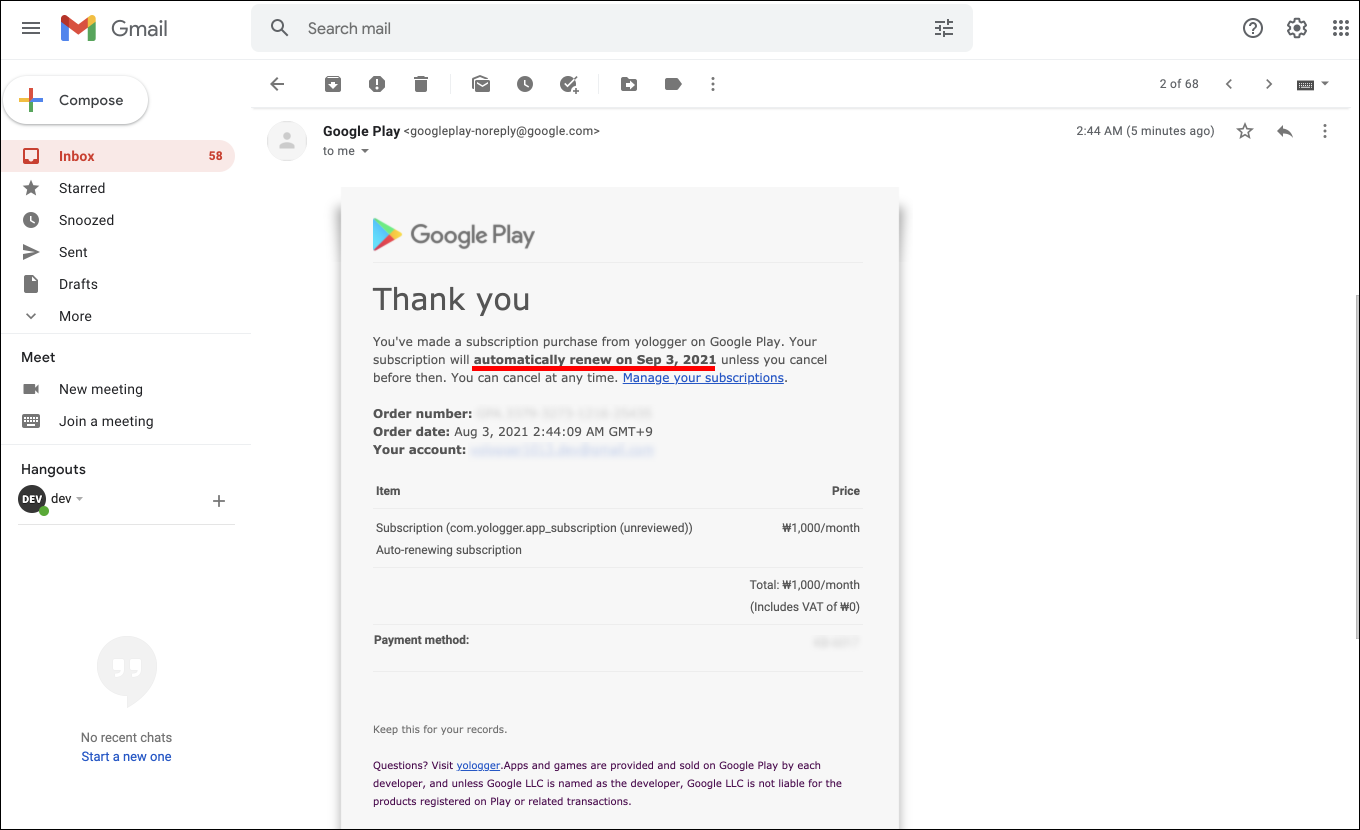 Gmail
Search mail
Compose
2 of 68
Inbox 58
Starred
Snoozed
Sent
Drafts
More
Meet
New meeting
Join a meeting
Hangouts
DEV dev
No recent chats
Start a new one
Google Play <googleplay-noreply@google.com>
2:44 AM (5 minutes ago)
to me
Google Play
Thank you
You've made a subscription purchase from yologger on Google Play. Your
subscription will automatically renew on Sep 3, 2021 unless you cancel
before then. You can cancel at any time. Manage your subscriptions.
Order number:
Order date: Aug 3, 2021 2:44:09 AM GMT+9
Your account:
Item Price
Subscription (com.yologger.app_subscription (unreviewed)) ₩1,000/month
Auto-renewing subscription
Total: ₩1,000/month
(Includes VAT of ₩0)
Payment method:
Keep this for your records.
Questions? Visit yologger.Apps and games are provided and sold on Google Play by each
developer, and unless Google LLC is named as the developer, Google LLC is not liable for the
products registered on Play or related transactions.